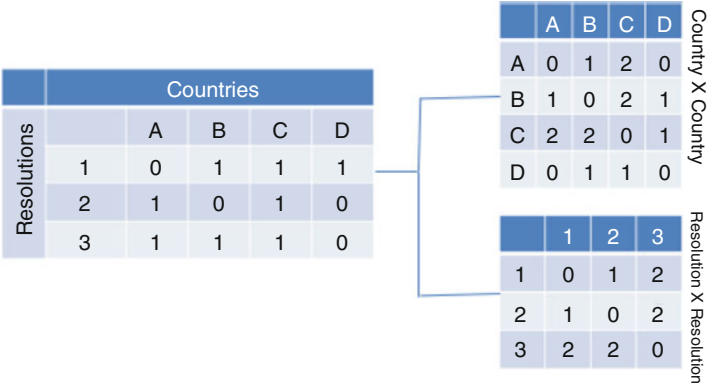 Countries
Resolutions
A B C D
1 0 1 1 1
2 1 0 1 0
3 1 1 1 0
A B C D
A 0 1 2 0
B 1 0 2 1
C 2 2 0 1
D 0 1 1 0
Country X Country
1 2 3
1 0 1 2
2 1 0 2
3 2 2 0
Resolution X Resolution